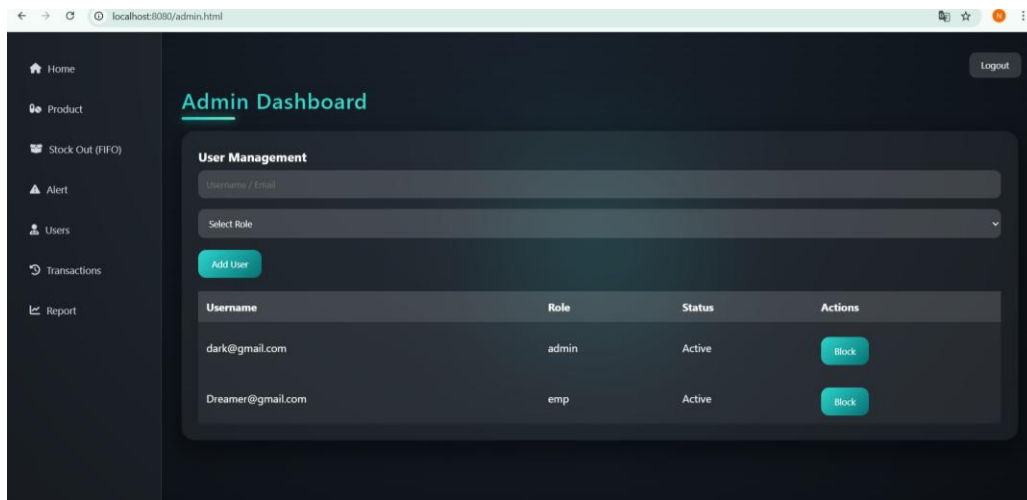 localhost:8080/admin.html
N
Home
Logout
Product
Admin Dashboard
Stock Out (FIFO)
User Management
Username / Email
Alert
Select Role
Users
Add User
Transactions
Report
Username Role Status Actions
dark@gmail.com admin Active Block
Dreamer@gmail.com emp Active Block